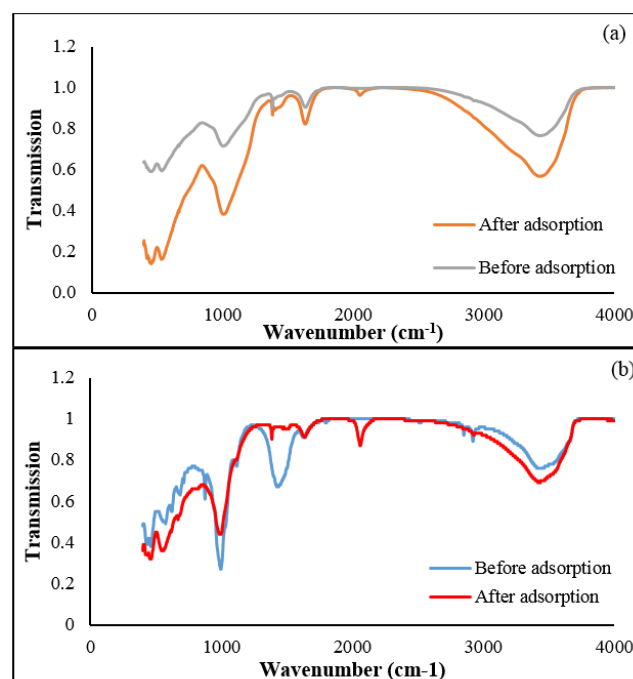 (a)
1.2
1.0
0.8
0.6
0.4
0.2
0.0
Transmission
After adsorption
Before adsorption
0 1000 2000 3000 4000
Wavenumber (cm-1)
(b)
1.2
1
0.8
0.6
0.4
0.2
0
Transmission
Before adsorption
After adsorption
0 1000 2000 3000 4000
Wavenumber (cm-1)